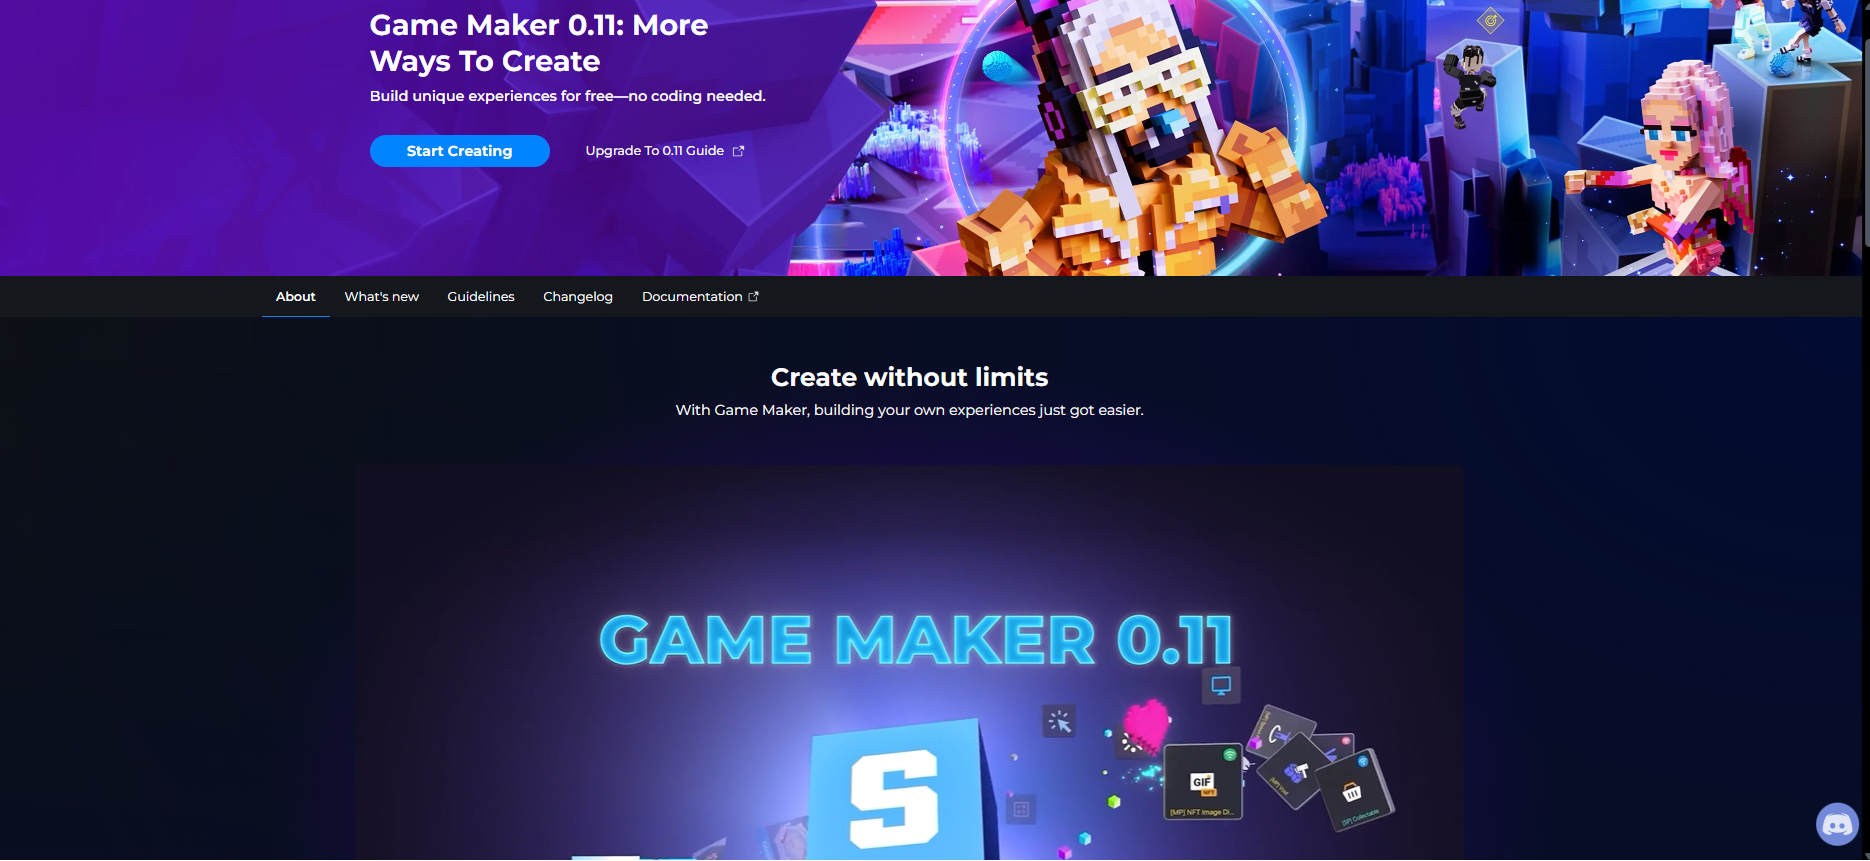 Game Maker 0.11: More
Ways To Create
Build unique experiences for free—no coding needed.
Start Creating
Upgrade To 0.11 Guide
About
What's new
Guidelines
Changelog
Documentation
Create without limits
With Game Maker, building your own experiences just got easier.
GAME MAKER 0.11
S
GIF
NFT
[MP] NFT Image Di...
[SP] Collectable